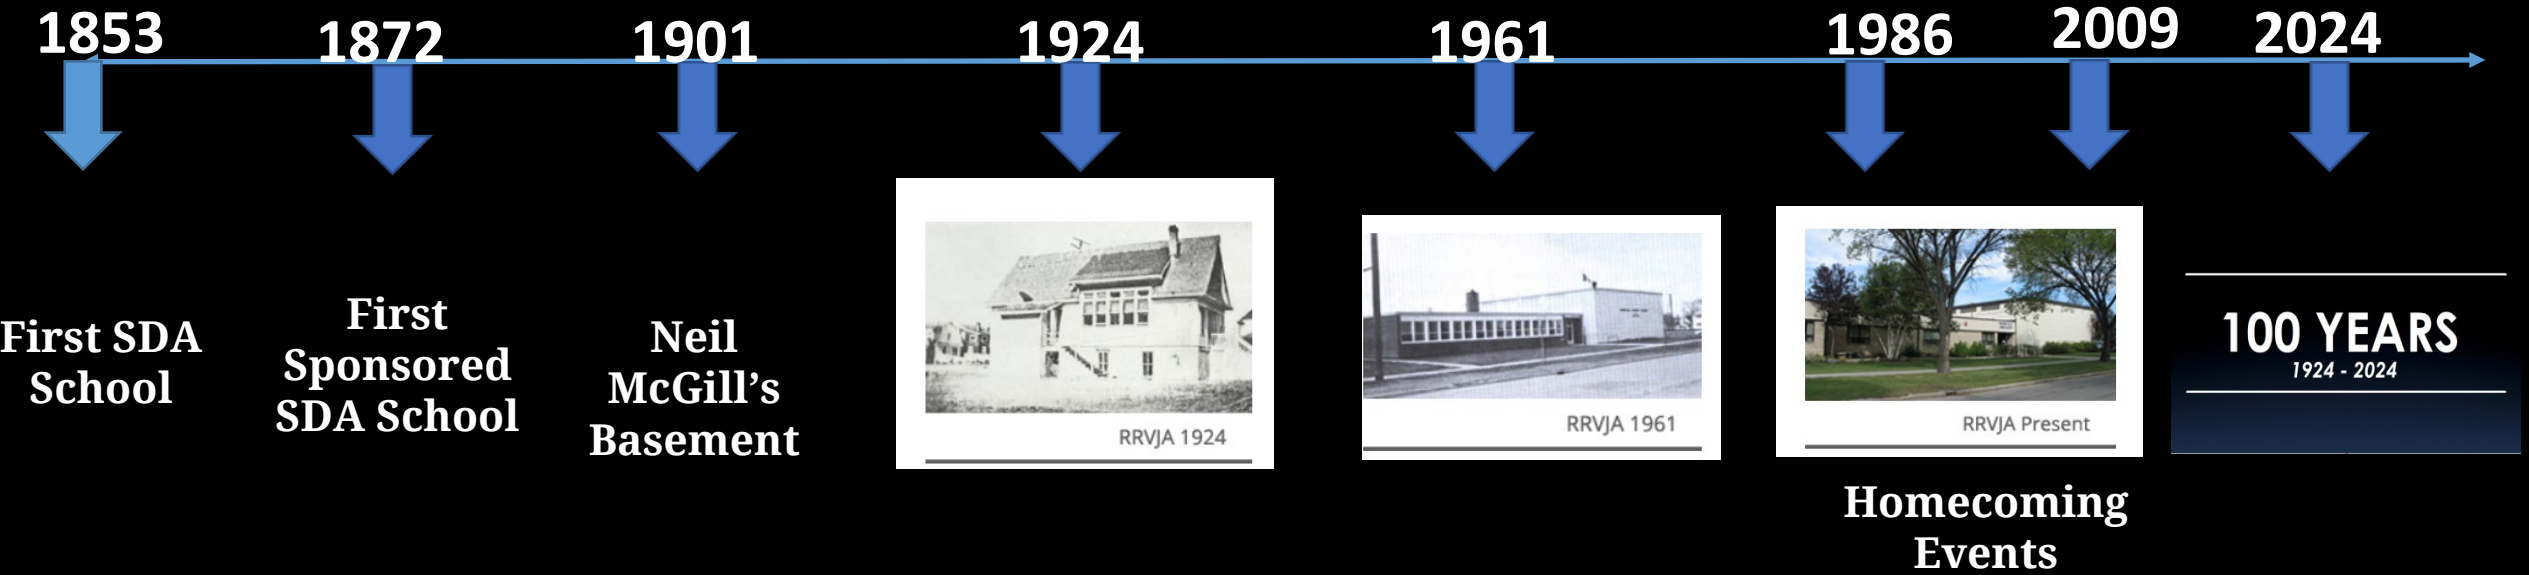 1853
1872
1901
1924
1961
1986
2009
2024
First SDA
School
First
Sponsored
SDA School
Neil
McGill’s
Basement
RRVJA 1924
RRVJA 1961
RRVJA Present
Homecoming
Events
100 YEARS
1924 - 2024